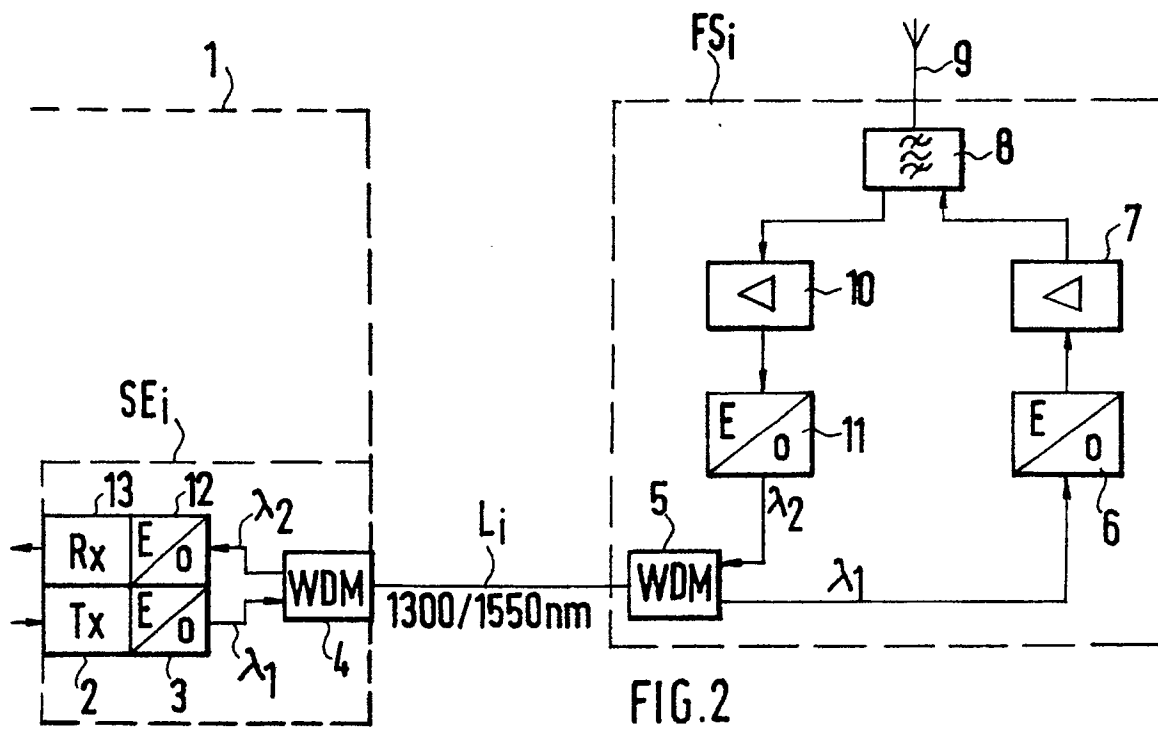 1
FSi
9
8
7
10
E
O
11
E
O
6
SEi
13
12
λ2
Rx
E
O
Tx
E
O
WDM
2
3
λ1
4
Li
1300/1550nm
5
WDM
λ2
λ1
FIG.2